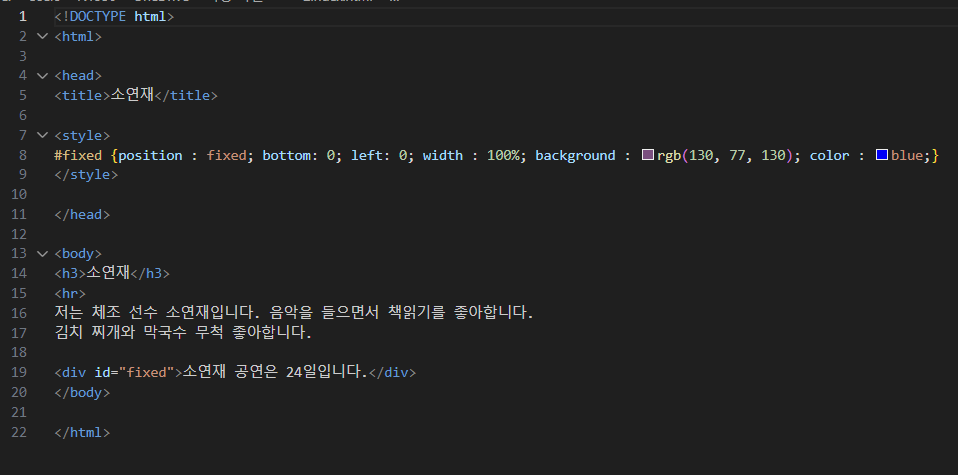 1 <!DOCTYPE html>
2 <html>
3
4 <head>
5 <title>소연재</title>
6
7 <style>
8 #fixed {position : fixed; bottom: 0; left: 0; width : 100%; background : rgb(130, 77, 130); color : blue;}
9 </style>
10
11 </head>
12
13 <body>
14 <h3>소연재</h3>
15 <hr>
16 저는 체조 선수 소연재입니다. 음악을 들으면서 책읽기를 좋아합니다.
17 김치 찌개와 막국수 무척 좋아합니다.
18
19 <div id="fixed">소연재 공연은 24일입니다.</div>
20 </body>
21
22 </html>